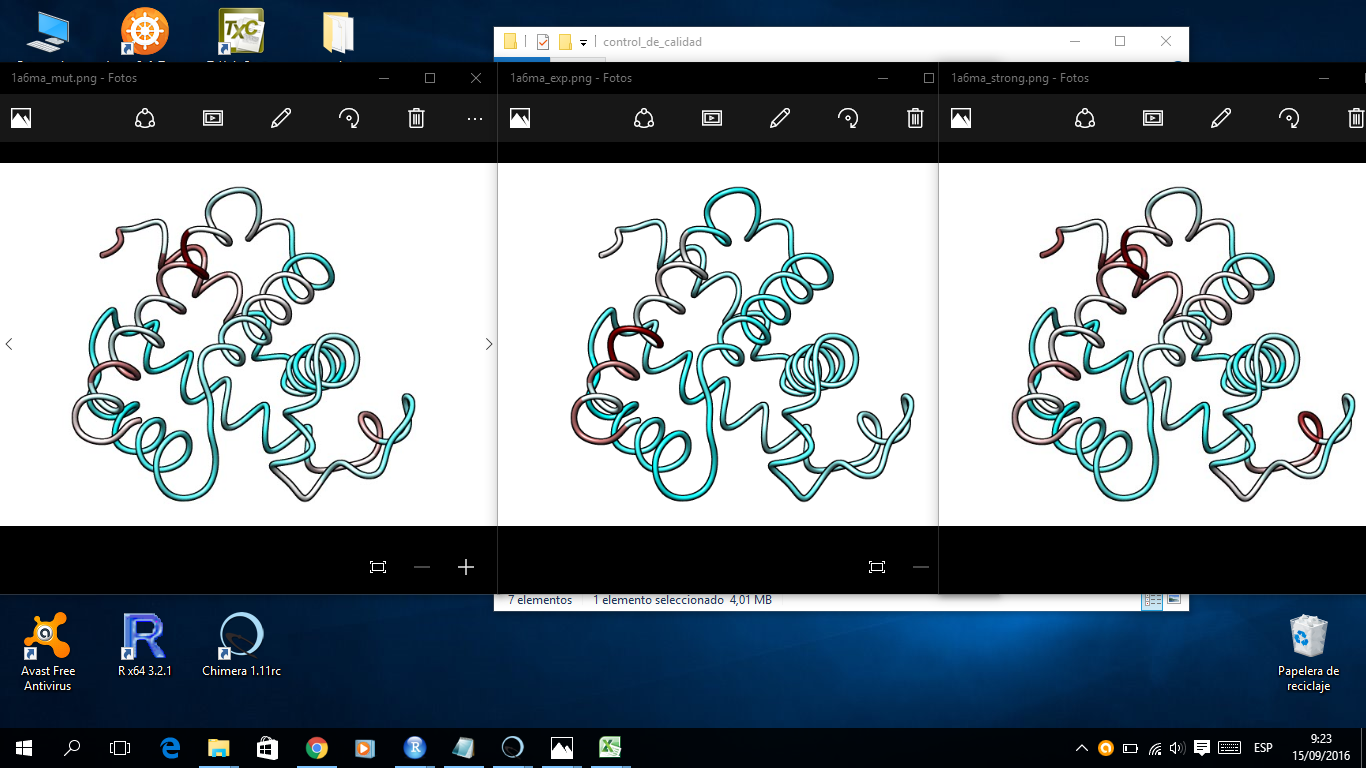 TXC
control_de_calidad
1a6ma_mut.png - Fotos
1a6ma_exp.png - Fotos
1a6ma_strong.png - Fotos
7 elementos
1 elemento seleccionado 4,01 MB
Avast Free
Antivirus
R x64 3.2.1
Chimera 1.11rc
Papelera de
reciclaje
ESP
9:23
15/09/2016